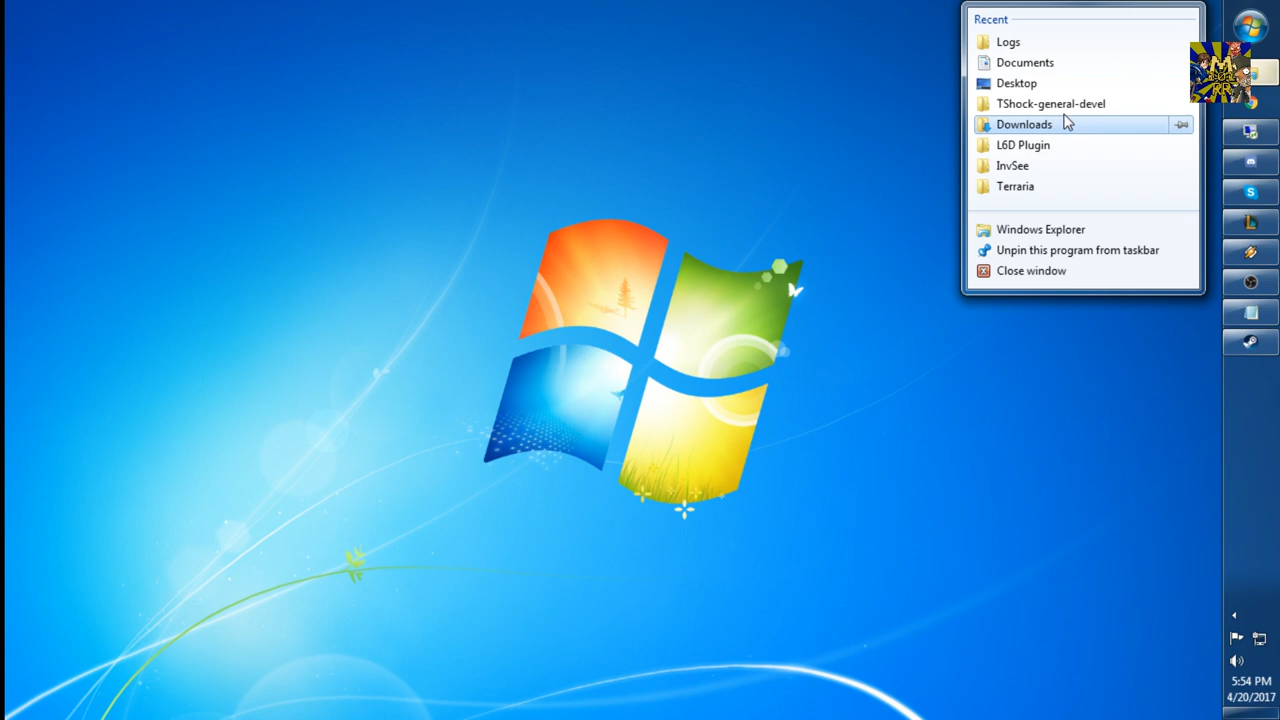 Recent
Logs
Documents
Desktop
TShock-general-devel
Downloads
L6D Plugin
InvSee
Terraria
Windows Explorer
Unpin this program from taskbar
Close window
5:54 PM
4/20/2017